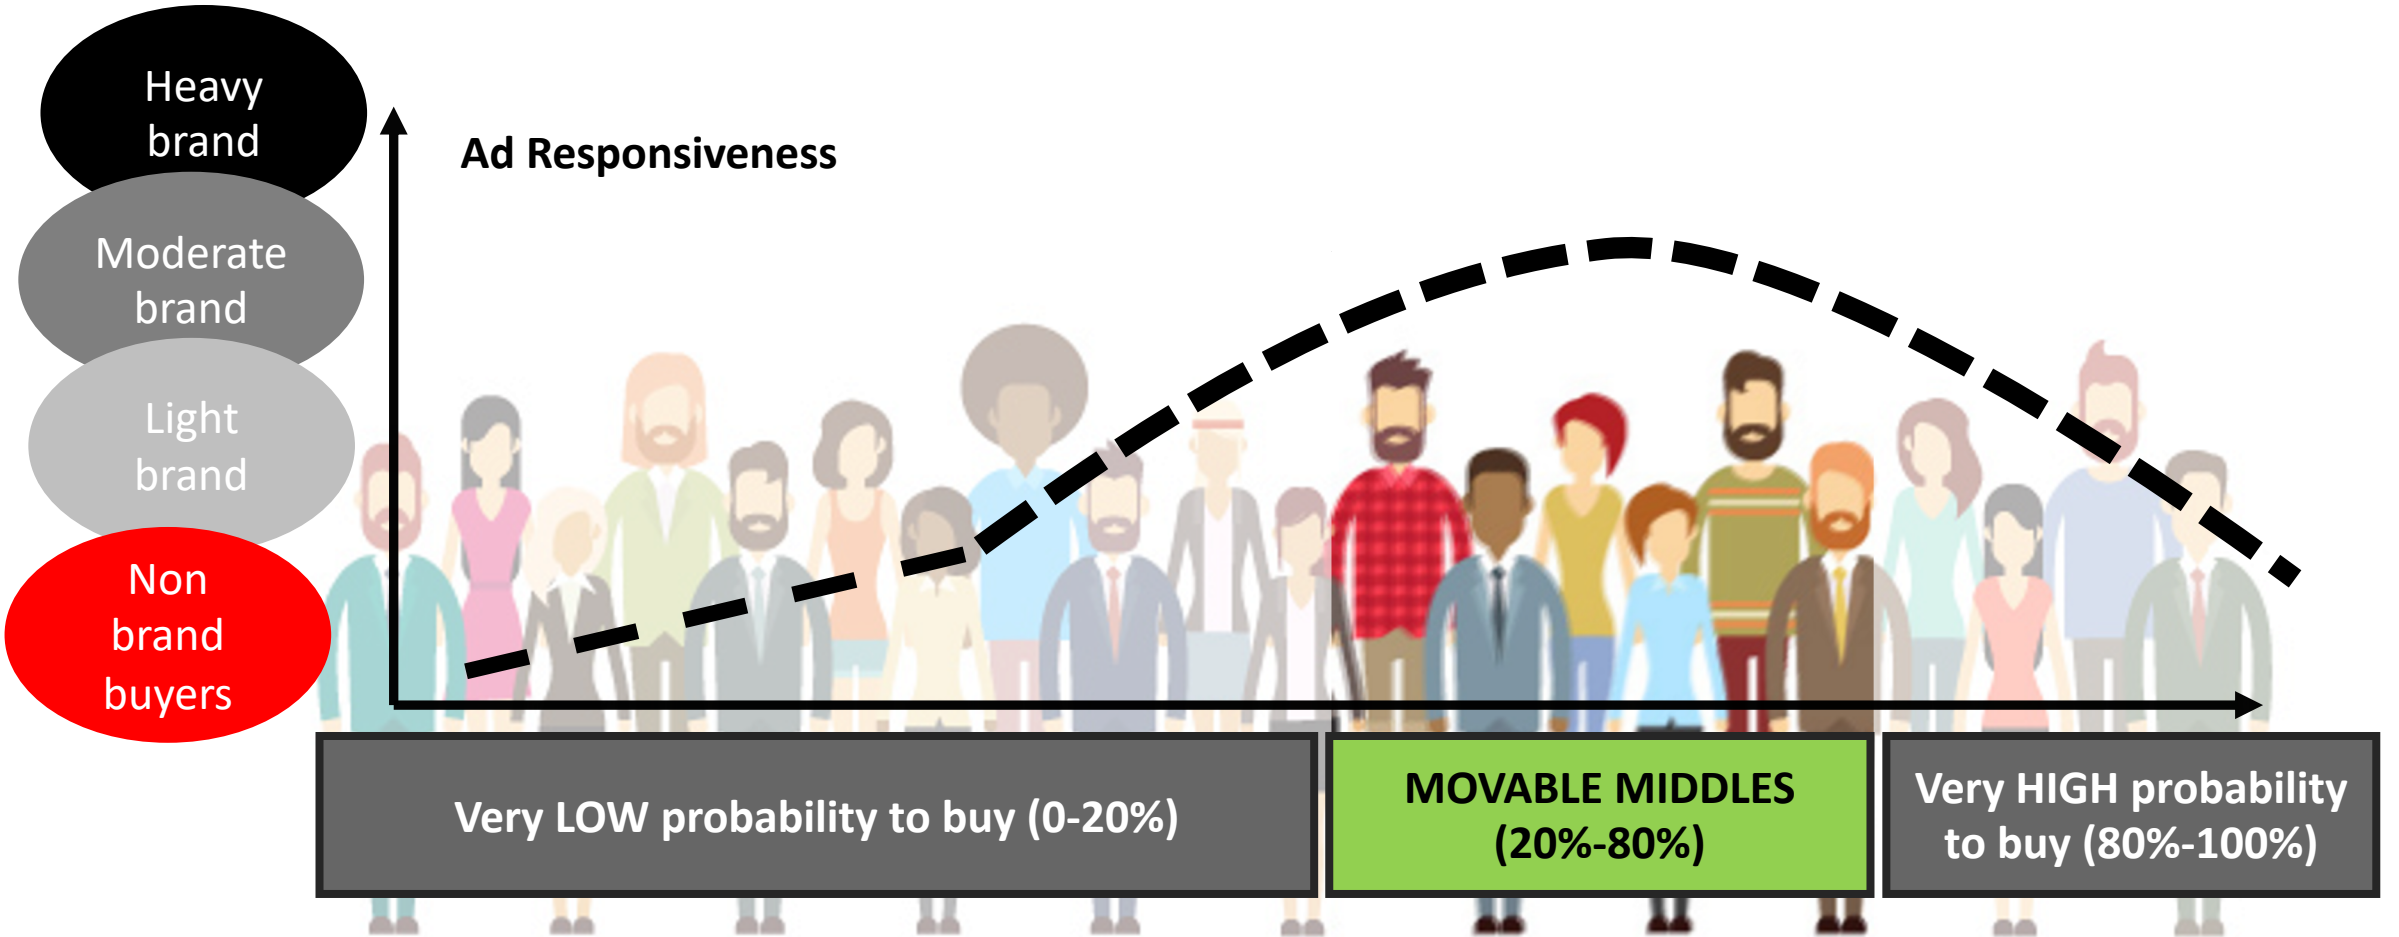 Heavy
brand
Moderate
brand
Light
brand
Non
brand
buyers
Ad Responsiveness
Very LOW probability to buy (0-20%)
MOVABLE MIDDLES
(20%-80%)
Very HIGH probability
to buy (80%-100%)